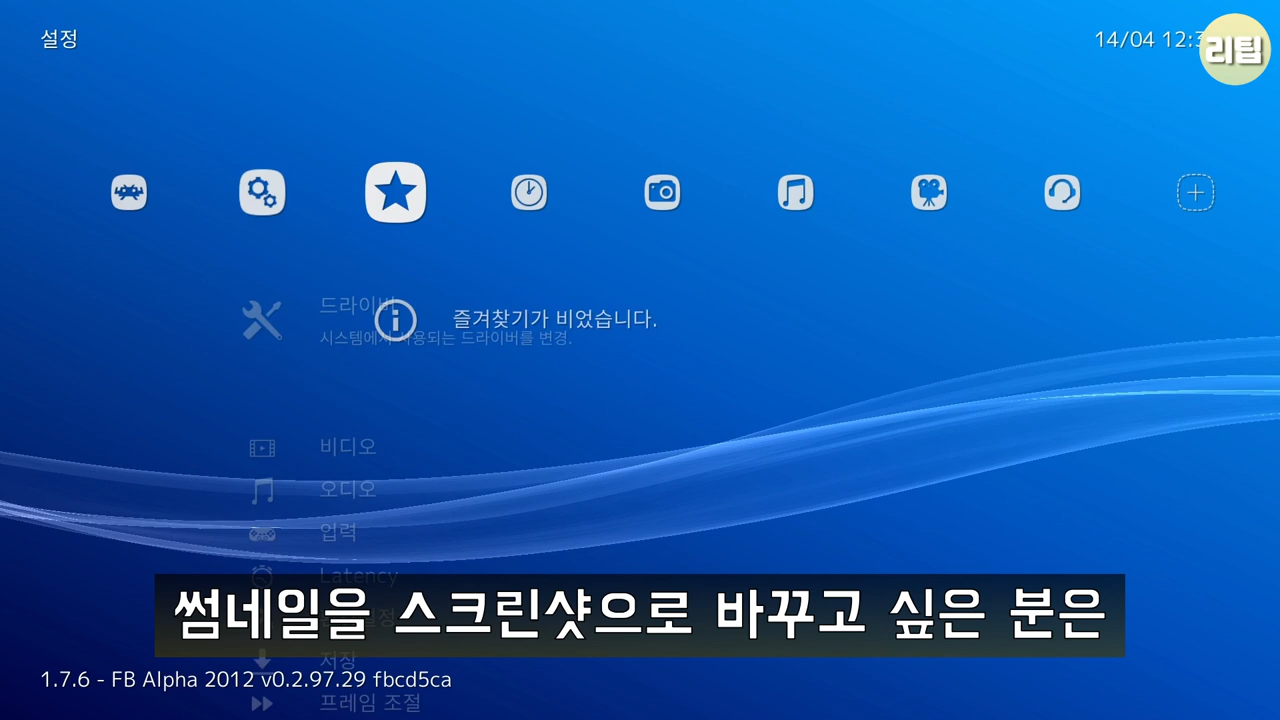 설정
14/04 12:3
리팁
드라이버
즐겨찾기가 비었습니다.
시스템에서 사용되는 드라이버를 변경.
비디오
오디오
입력
Latency
썸네일을 스크린샷으로 바꾸고 싶은 분은
저장
1.7.6 - FB Alpha 2012 v0.2.97.29 fbcd5ca
프레임 조절